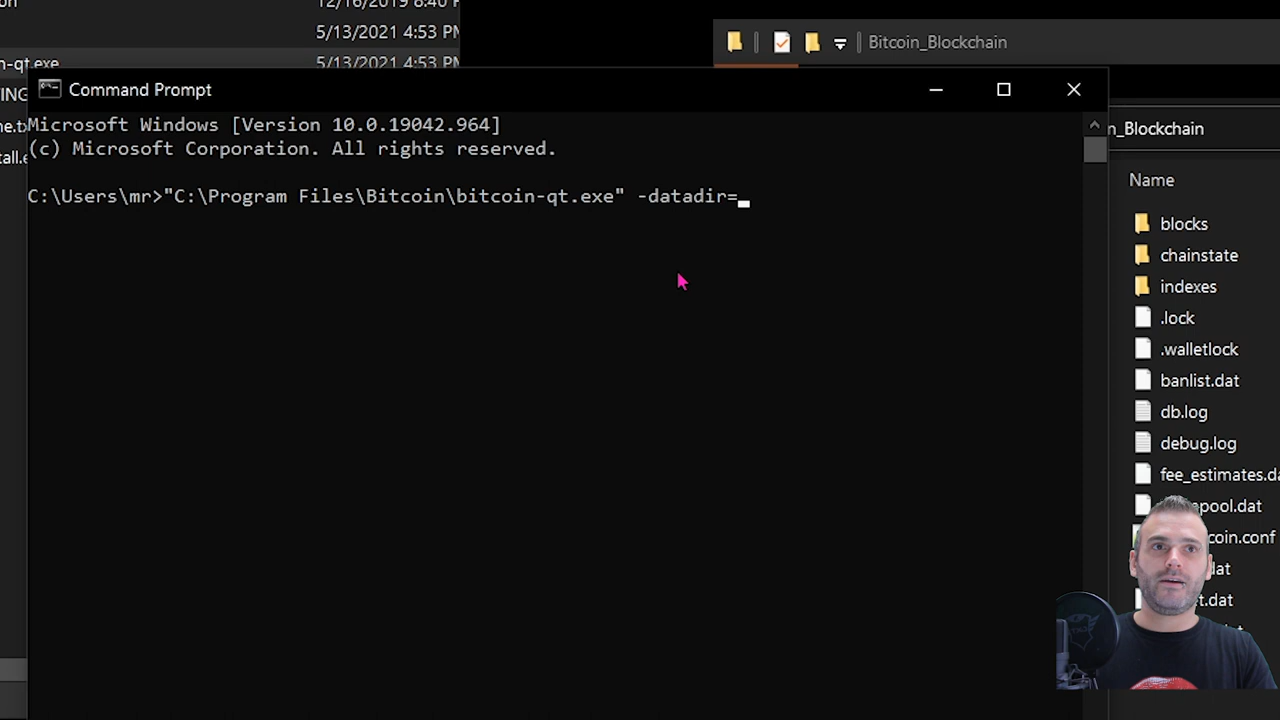 12/16/2019 8:40 P
5/13/2021 4:53 PM
n-qt.exe
5/13/2021 4:53 PM
Bitcoin_Blockchain
Command Prompt
Microsoft Windows [Version 10.0.19042.964]
(c) Microsoft Corporation. All rights reserved.
C:\Users\mr>"C:\Program Files\Bitcoin\bitcoin-qt.exe" -datadir=
n_Blockchain
Name
blocks
chainstate
indexes
.lock
.walletlock
banlist.dat
db.log
debug.log
fee_estimates.da
apool.dat
coin.conf
.dat
t.dat